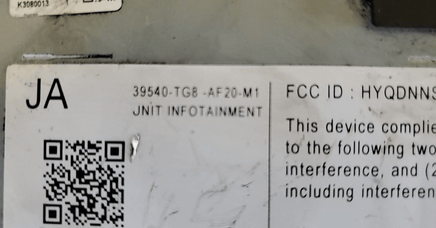 K3080013
JA
39540-TG8 -AF20-M1
JNIT INFOTAINMENT
FCC ID : HYQDNNS
This device complie
to the following two
interference, and (2
including interferen